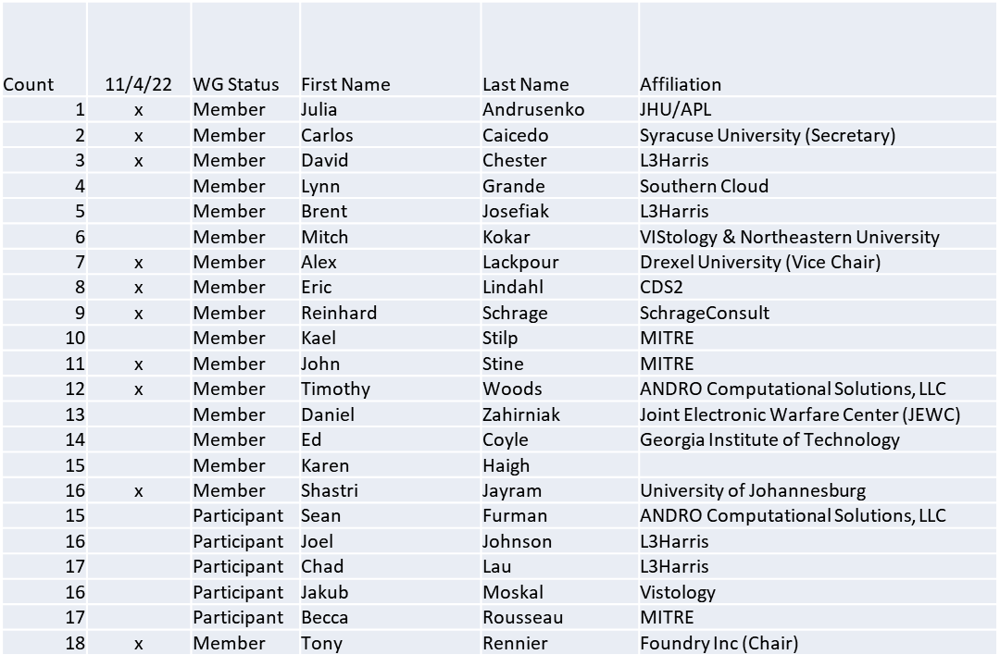 Count 11/4/22 WG Status First Name Last Name Affiliation
1 x Member Julia Andrusenko JHU/APL
2 x Member Carlos Caicedo Syracuse University (Secretary)
3 x Member David Chester L3Harris
4 Member Lynn Grande Southern Cloud
5 Member Brent Josefiak L3Harris
6 Member Mitch Kokar VIStology & Northeastern University
7 x Member Alex Lackpour Drexel University (Vice Chair)
8 x Member Eric Lindahl CDS2
9 x Member Reinhard Schrage SchrageConsult
10 Member Kael Stilp MITRE
11 x Member John Stine MITRE
12 x Member Timothy Woods ANDRO Computational Solutions, LLC
13 Member Daniel Zahirniak Joint Electronic Warfare Center (JEWC)
14 Member Ed Coyle Georgia Institute of Technology
15 Member Karen Haigh
16 x Member Shastri Jayram University of Johannesburg
15 Participant Sean Furman ANDRO Computational Solutions, LLC
16 Participant Joel Johnson L3Harris
17 Participant Chad Lau L3Harris
16 Participant Jakub Moskal Vistology
17 Participant Becca Rousseau MITRE
18 x Member Tony Rennier Foundry Inc (Chair)